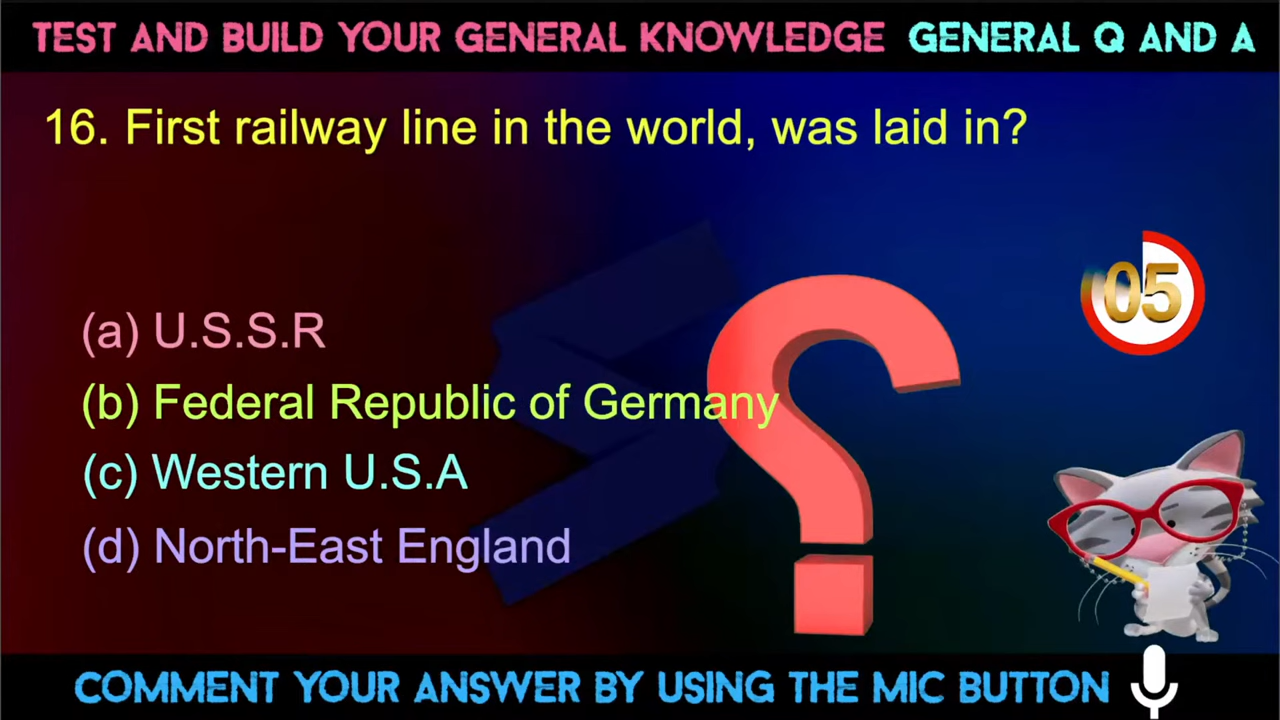 TEST AND BUILD YOUR GENERAL KNOWLEDGE GENERAL Q AND A
16. First railway line in the world, was laid in?
05
(a) U.S.S.R
(b) Federal Republic of Germany
(c) Western U.S.A
(d) North-East England
COMMENT YOUR ANSWER BY USING THE MIC BUTTON